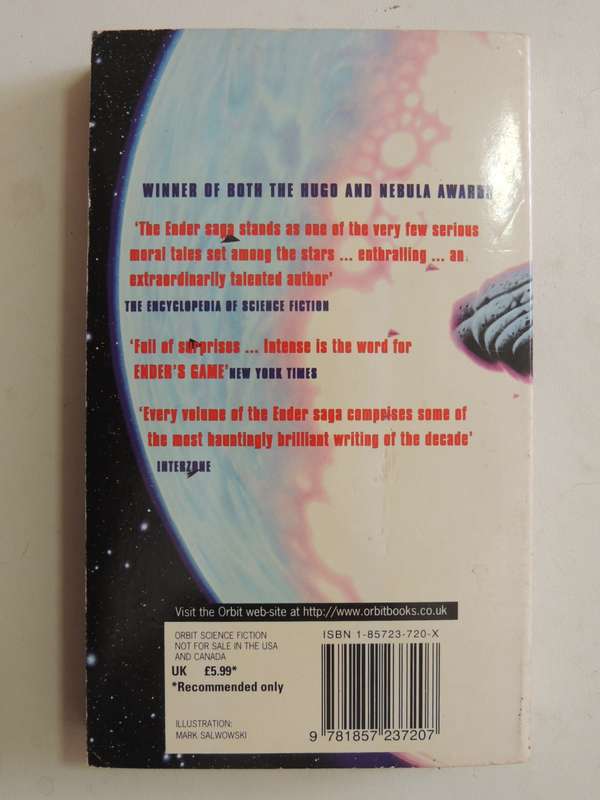 WINNER OF BOTH THE HUGO AND NEBULA AWARDS
'The Ender saga stands as one of the very few serious
moral tales set among the stars ... enthralling ... an
extraordinarily talented author'
THE ENCYCLOPEDIA OF SCIENCE FICTION
'Full of surprises ... Intense is the word for
ENDER'S GAME' NEW YORK TIMES
'Every volume of the Ender saga comprises some of
the most hauntingly brilliant writing of the decade'
INTERZONE
Visit the Orbit web-site at http://www.orbitbooks.co.uk
ORBIT SCIENCE FICTION
NOT FOR SALE IN THE USA
AND CANADA
UK £5.99*
*Recommended only
ILLUSTRATION:
MARK SALWOWSKI
ISBN 1-85723-720-X
9 781857 237207